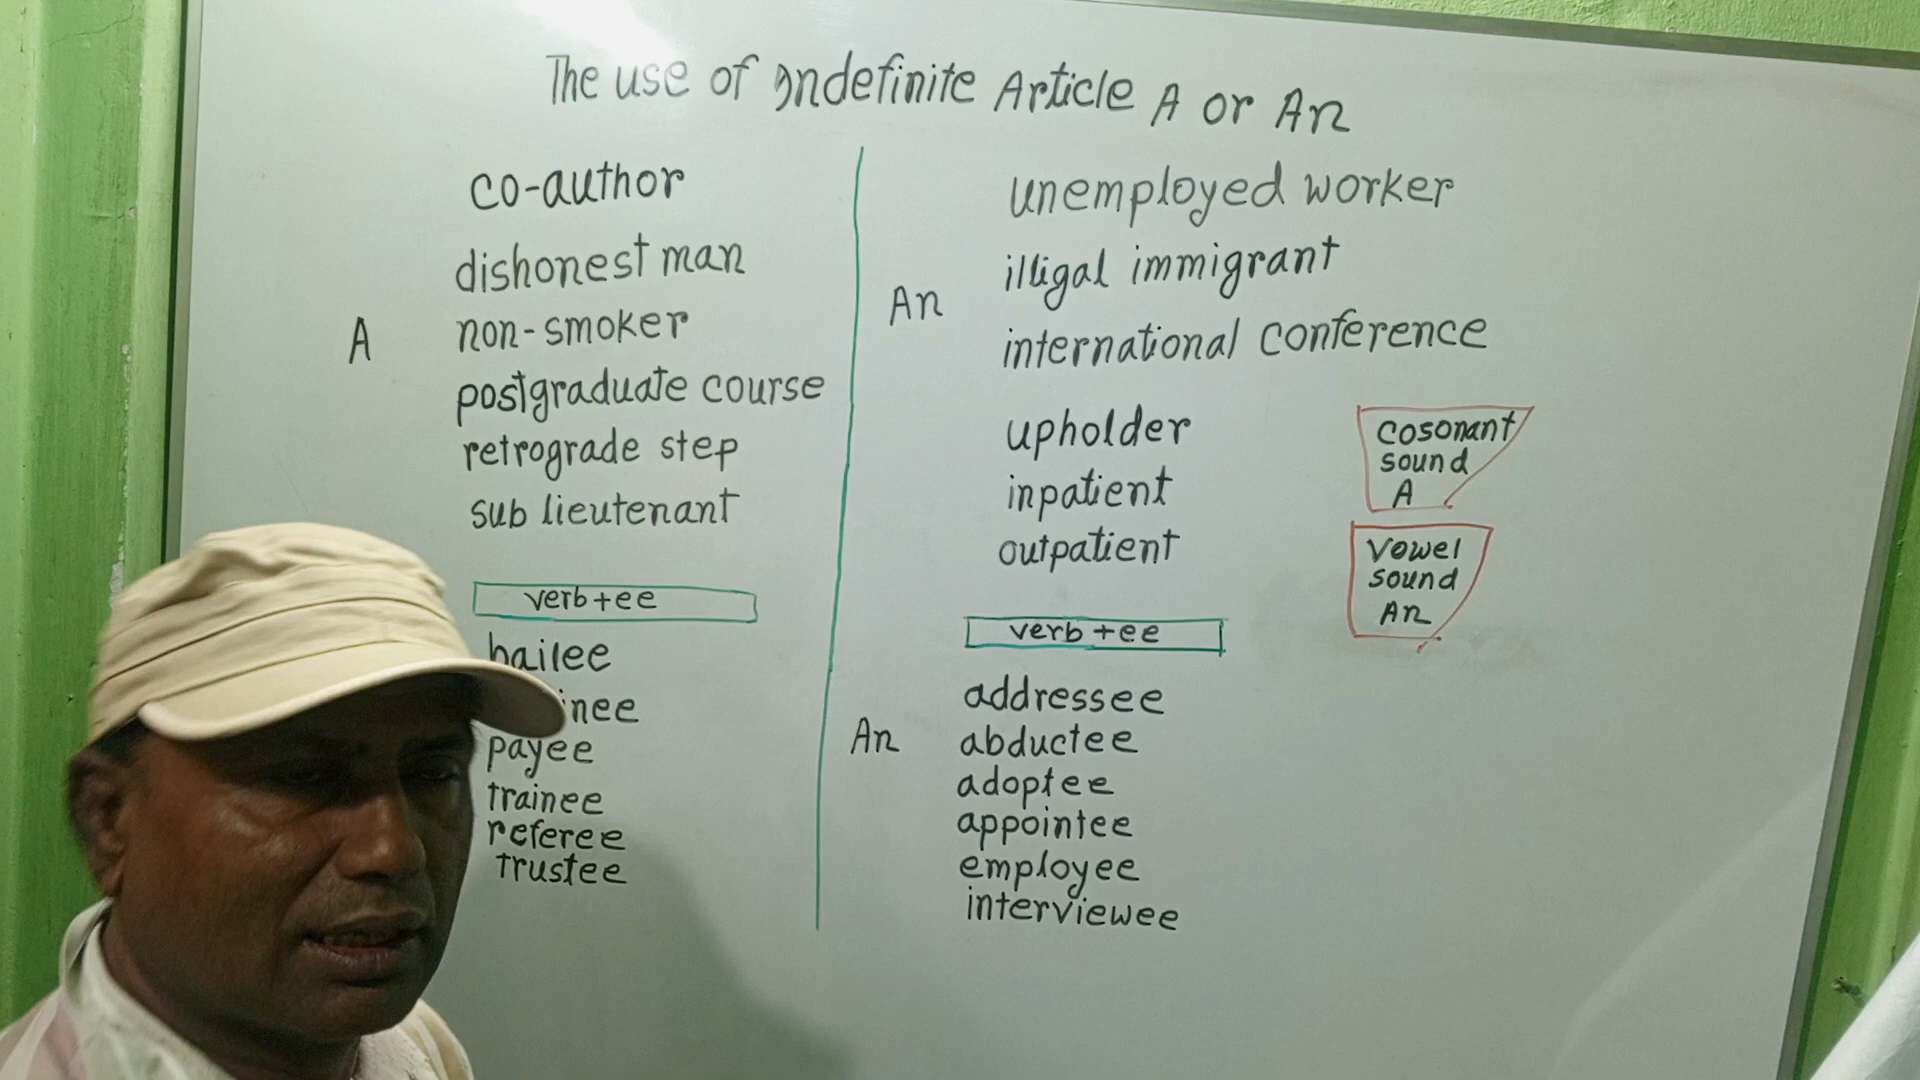 The use of Indefinite Article A or An
A
co-author
dishonest man
non-smoker
postgraduate course
retrograde step
sub lieutenant
verb+ee
bailee
inee
payee
trainee
referee
trustee
An
unemployed worker
illigal immigrant
international conference
upholder
inpatient
outpatient
cosonant
sound
A
vowel
sound
An
verb +ee
An
addressee
abductee
adoptee
appointee
employee
interviewee